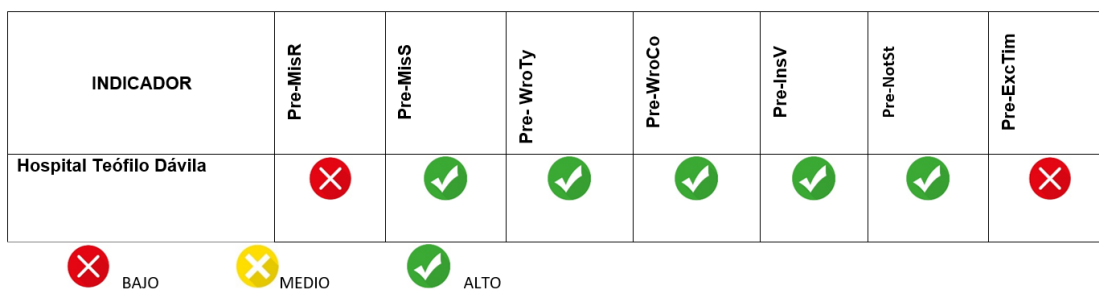 INDICADOR
Pre-MisR
Pre-MisS
Pre- WroTy
Pre-WroCo
Pre-InsV
Pre-NotSt
Pre-ExcTim
Hospital Teófilo Dávila
BAJO
MEDIO
ALTO